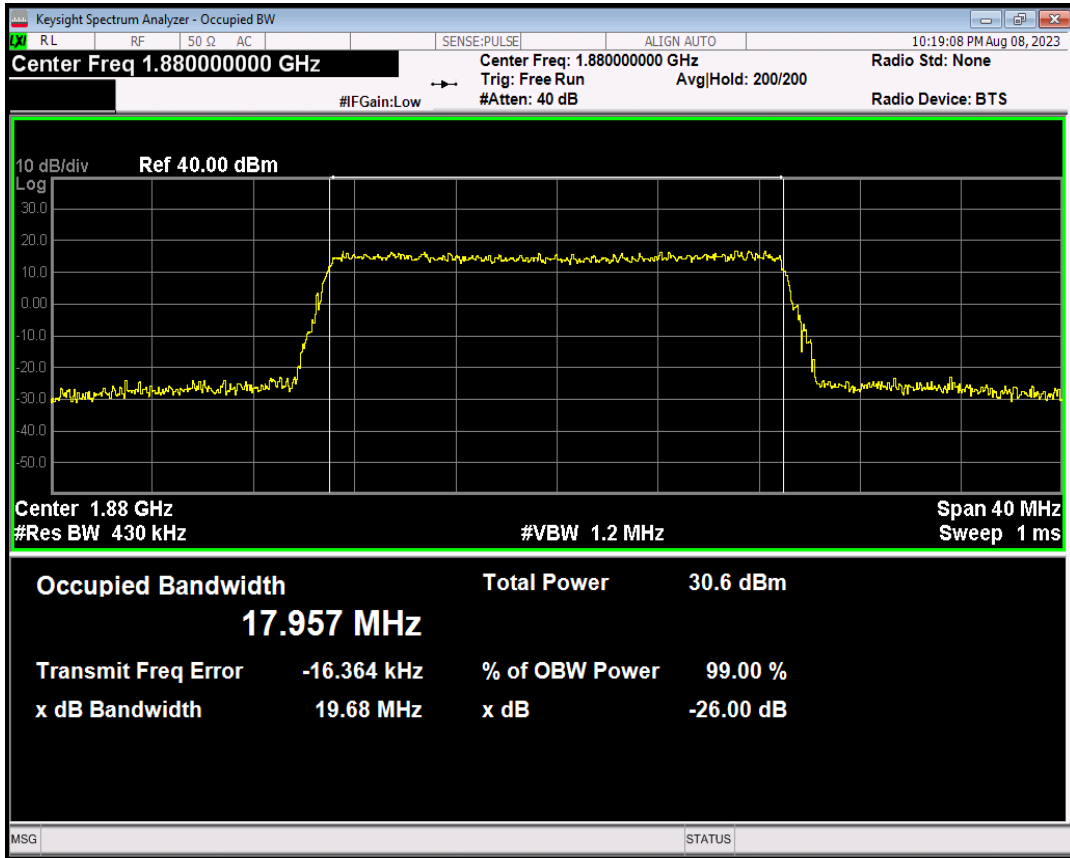 Keysight Spectrum Analyzer - Occupied BW
LXI RL RF 50 Ω AC SENSE:PULSE ALIGN AUTO 10:19:08 PM Aug 08, 2023
Center Freq 1.880000000 GHz Center Freq: 1.880000000 GHz Radio Std: None
Trig: Free Run Avg|Hold: 200/200
#IFGain:Low #Atten: 40 dB Radio Device: BTS
10 dB/div Ref 40.00 dBm
Log
30.0
20.0
10.0
0.00
-10.0
-20.0
-30.0
-40.0
-50.0
Center 1.88 GHz Span 40 MHz
#Res BW 430 kHz #VBW 1.2 MHz Sweep 1 ms
Occupied Bandwidth Total Power 30.6 dBm
17.957 MHz
Transmit Freq Error -16.364 kHz % of OBW Power 99.00 %
x dB Bandwidth 19.68 MHz x dB -26.00 dB
MSG STATUS